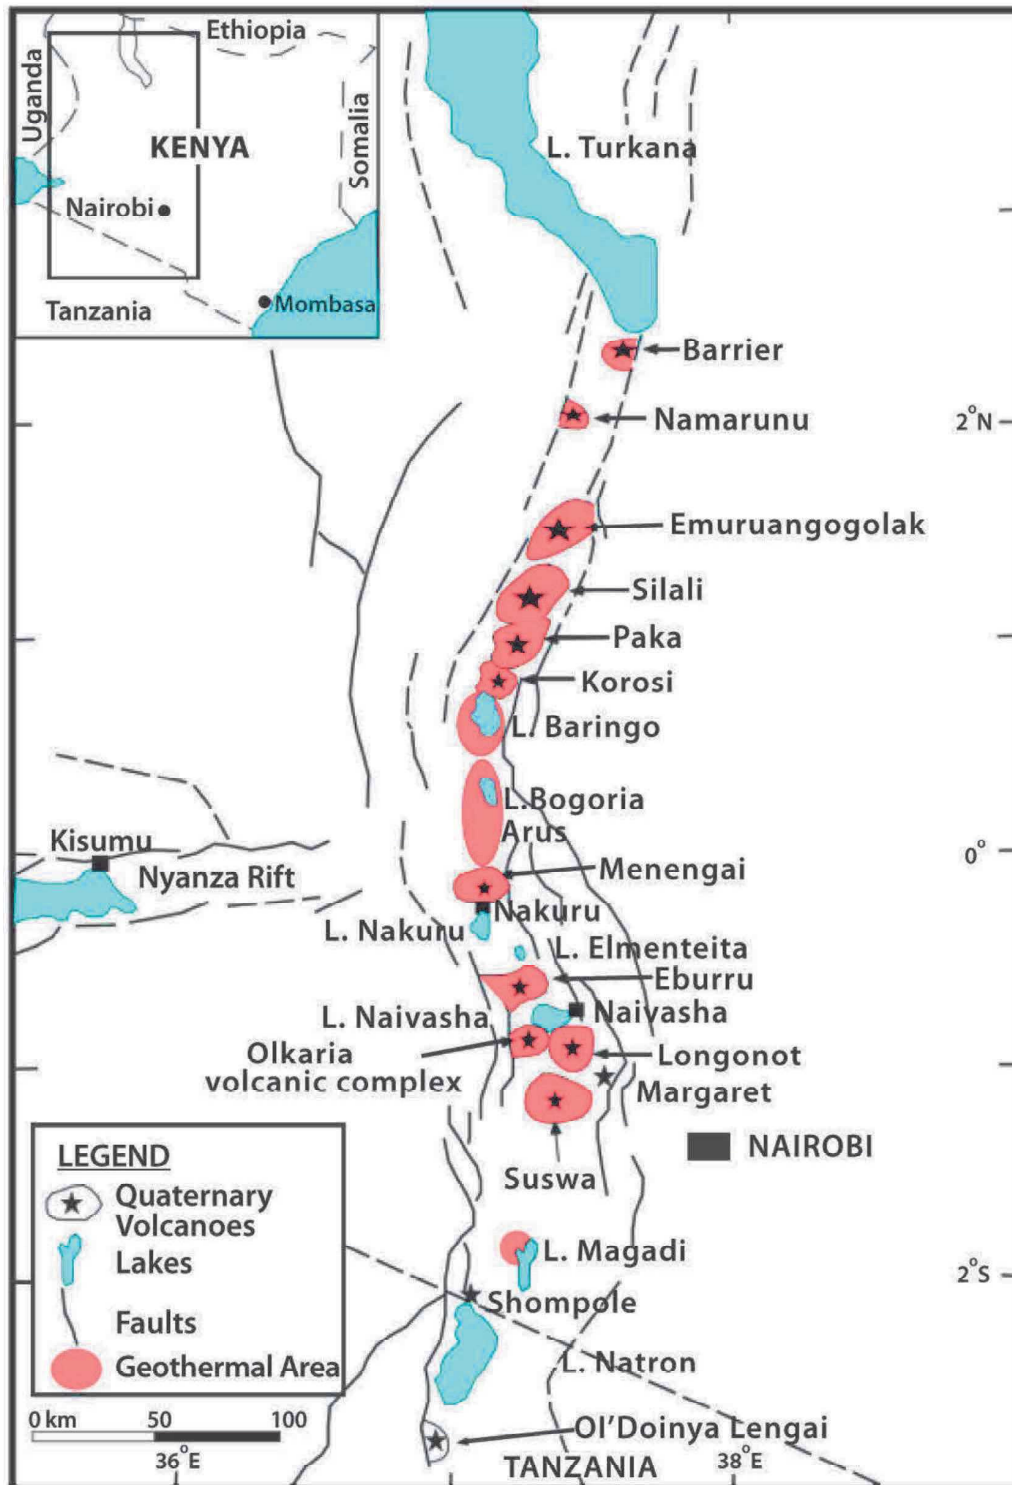 Ethiopia
Uganda
KENYA
Somalia
Nairobi
Tanzania
Mombasa
L. Turkana
Barrier
Namarunu
2°N
Emuruangogolak
Silali
Paka
Korosi
L. Baringo
L.Bogoria
Arus
Kisumu
0°
Nyanza Rift
Menengai
Nakuru
L. Nakuru
L. Elmenteita
Eburru
L. Naivasha
Naivasha
Olkaria
volcanic complex
Longonot
Margaret
NAIROBI
Suswa
LEGEND
Quaternary
Volcanoes
Lakes
Faults
Geothermal Area
L. Magadi
2°S
Shompole
L. Natron
0 km 50 100
Ol'Doinya Lengai
36°E
TANZANIA
38°E